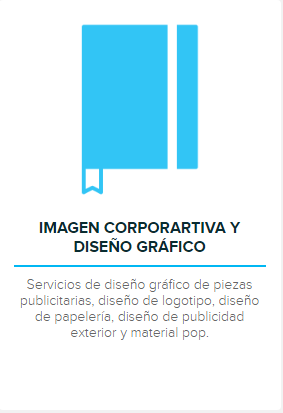 IMAGEN CORPORARTIVA Y
DISEÑO GRÁFICO
Servicios de diseño gráfico de piezas
publicitarias, diseño de logotipo, diseño
de papelería, diseño de publicidad
exterior y material pop.